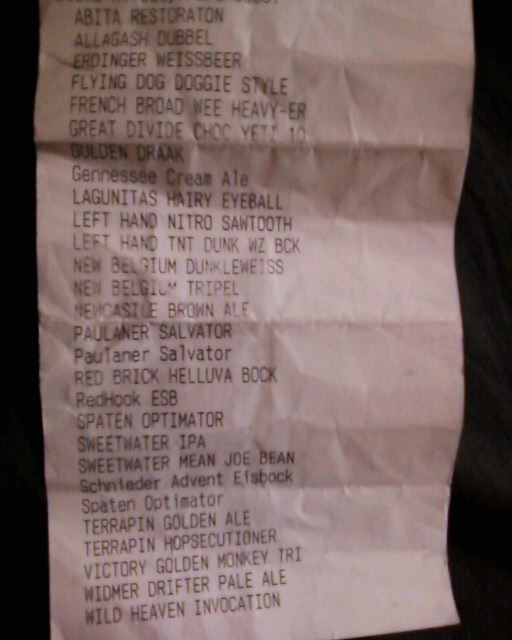 ABITA RESTORATON
ALLAGASH DUBBEL
ERDINGER WEISSBEER
FLYING DOG DOGGIE STYLE
FRENCH BROAD WEE HEAVY-ER
GREAT DIVIDE CHOC YETI 10
GULDEN DRAAK
Gennessee Cream Ale
LAGUNITAS HAIRY EYEBALL
LEFT HAND NITRO SAWTOOTH
LEFT HAND TNT DUNK WZ BCK
NEW BELGIUM DUNKLEWEISS
NEW BELGIUM TRIPEL
NEWCASTLE BROWN ALE
PAULANER SALVATOR
Paulaner Salvator
RED BRICK HELLUVA BOCK
RedHook ESB
SPATEN OPTIMATOR
SWEETWATER IPA
SWEETWATER MEAN JOE BEAN
Schnieder Advent Eisbock
Spaten Optimator
TERRAPIN GOLDEN ALE
TERRAPIN HOPSECUTIONER
VICTORY GOLDEN MONKEY TRI
WIDMER DRIFTER PALE ALE
WILD HEAVEN INVOCATION